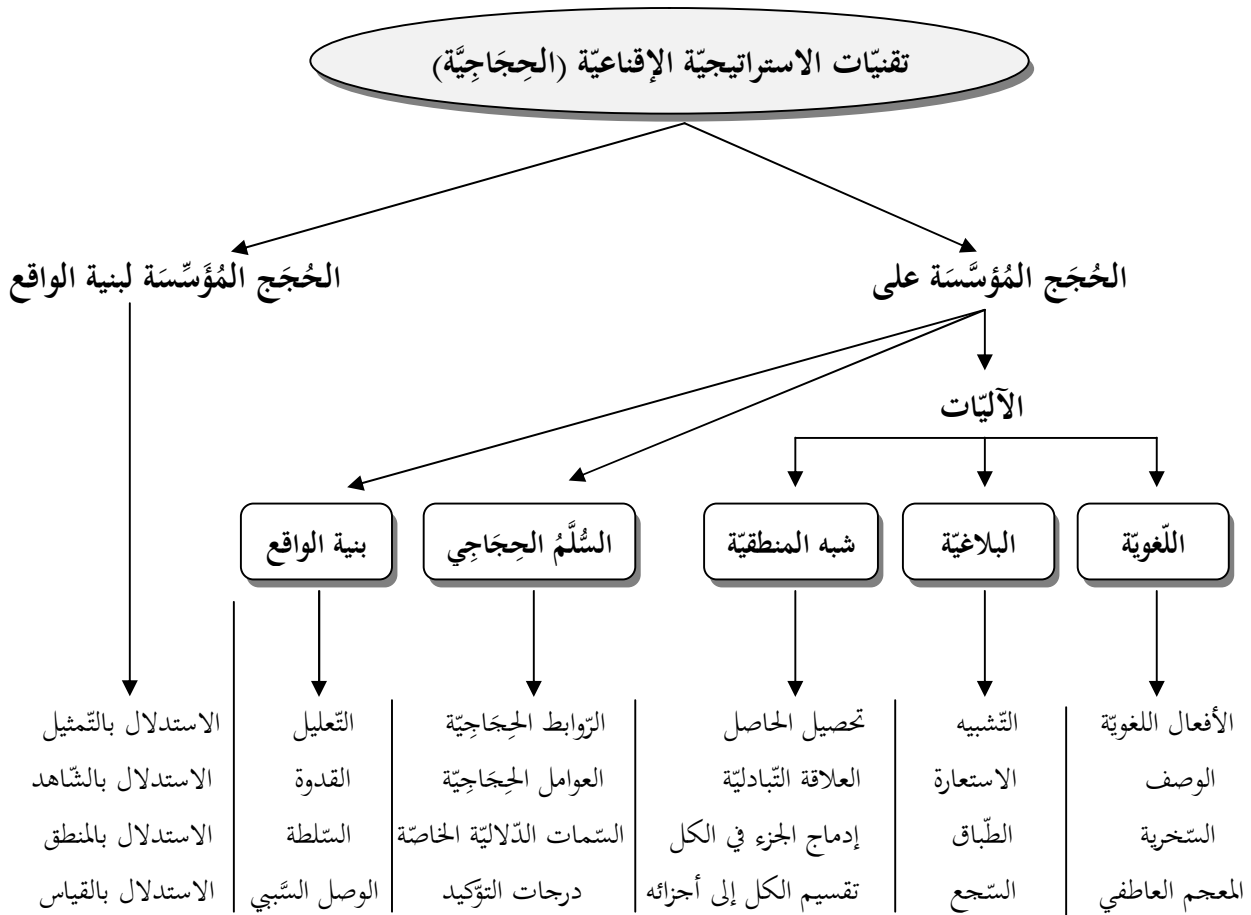 تقنيّات الاستراتيجيّة الإقناعيّة (الحِجَاجِيَّة)
الحُجَج المُؤسَّسَة على
الحُجَج المُؤَسِّسَة لبنية الواقع
الآليّات
اللّغويّة
البلاغيّة
شبه المنطقيّة
السُّلَّمُ الحِجَاجِي
بنية الواقع
الأفعال اللغويّة
الوصف
السّخرية
المعجم العاطفي
التّشبيه
الاستعارة
الطّباق
السّجع
تحصيل الحاصل
العلاقة التّبادليّة
إدماج الجزء في الكل
تقسيم الكل إلى أجزائه
الرّوابط الحِجَاجِيّة
العوامل الحِجَاجِيّة
السّمات الدّلاليّة الخاصّة
درجات التوّكيد
التّعليل
القدوة
السّلطة
الوصل السَّببي
الاستدلال بالتّمثيل
الاستدلال بالشّاهد
الاستدلال بالمنطق
الاستدلال بالقياس